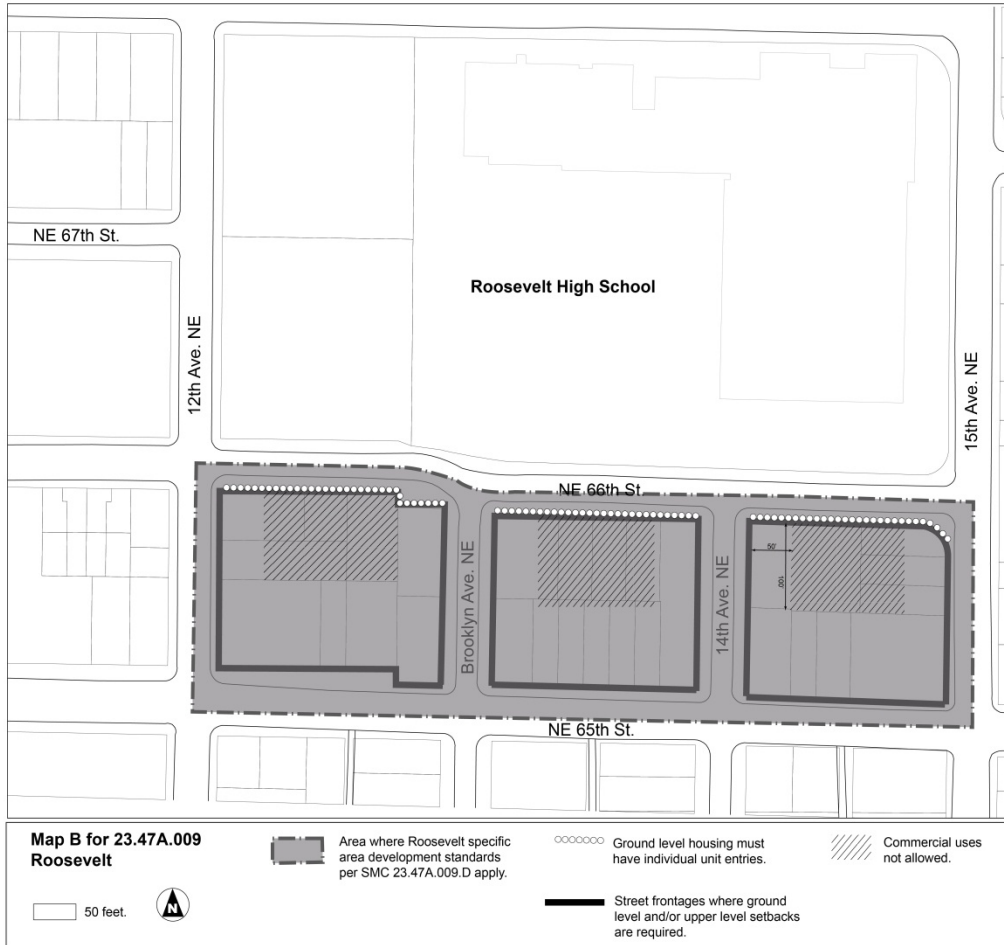 NE 67th St.
12th Ave. NE
Roosevelt High School
15th Ave. NE
NE 66th St.
50'
100'
Brooklyn Ave. NE
14th Ave. NE
NE 65th St.
Map B for 23.47A.009
Roosevelt
50 feet.
N
Area where Roosevelt specific
area development standards
per SMC 23.47A.009.D apply.
Ground level housing must
have individual unit entries.
Commercial uses
not allowed.
Street frontages where ground
level and/or upper level setbacks
are required.